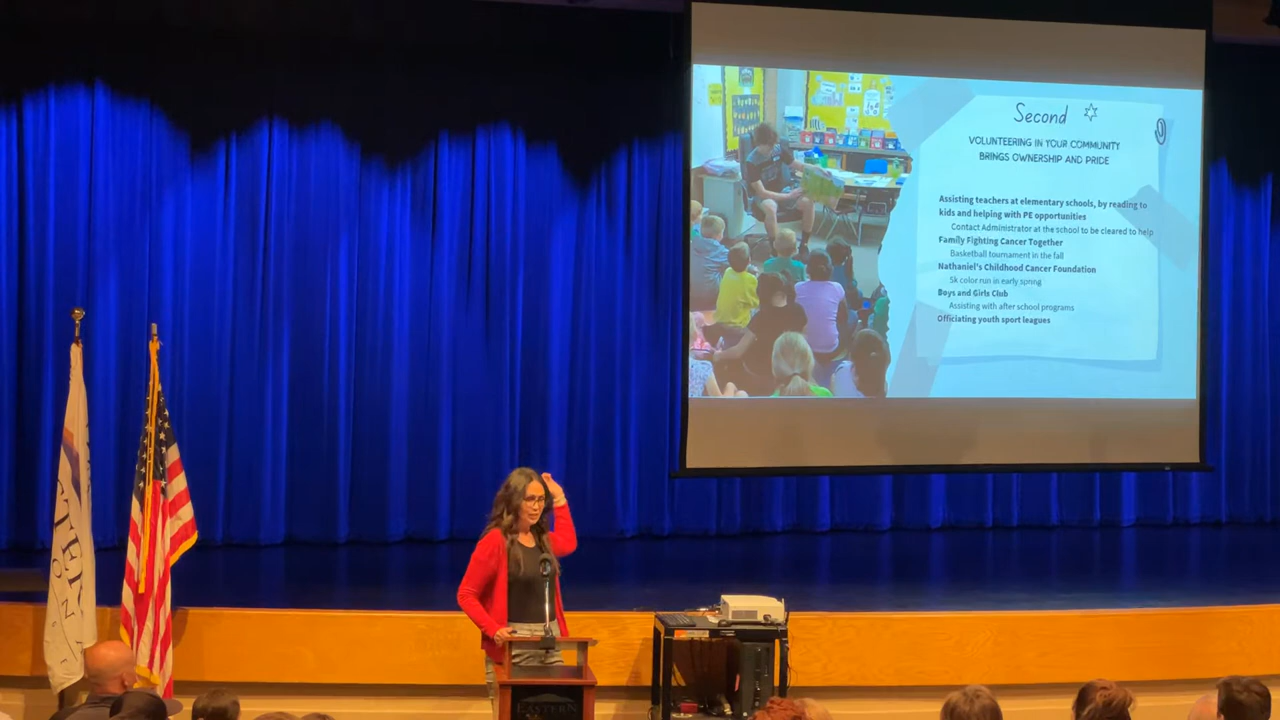 Second
VOLUNTEERING IN YOUR COMMUNITY
BRINGS OWNERSHIP AND PRIDE
Assisting teachers at elementary schools, by reading to
kids and helping with PE opportunities
Contact Administrator at the school to be cleared to help
Family Fighting Cancer Together
Basketball tournament in the fall
Nathaniel's Childhood Cancer Foundation
5k color run in early spring
Boys and Girls Club
Assisting with after school programs
Officiating youth sport leagues
EASTERN